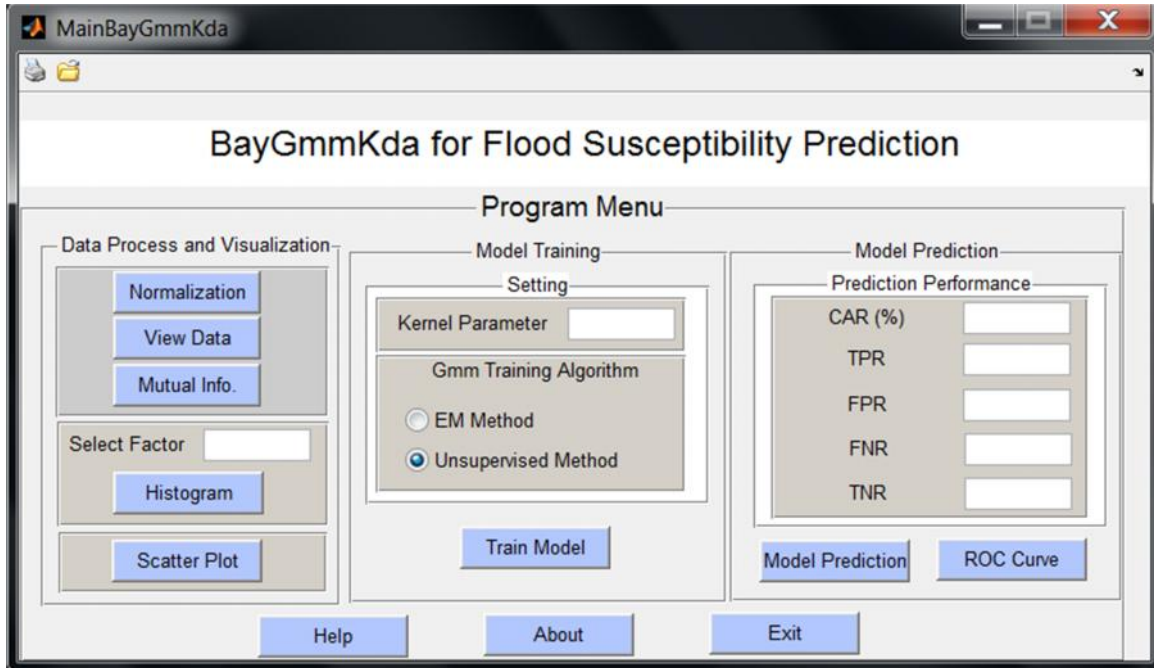 MainBayGmmKda
BayGmmKda for Flood Susceptibility Prediction
Program Menu
Data Process and Visualization
Normalization
View Data
Mutual Info.
Select Factor
Histogram
Scatter Plot
Model Training
Setting
Kernel Parameter
Gmm Training Algorithm
EM Method
Unsupervised Method
Train Model
Model Prediction
Prediction Performance
CAR (%)
TPR
FPR
FNR
TNR
Model Prediction
ROC Curve
Help
About
Exit